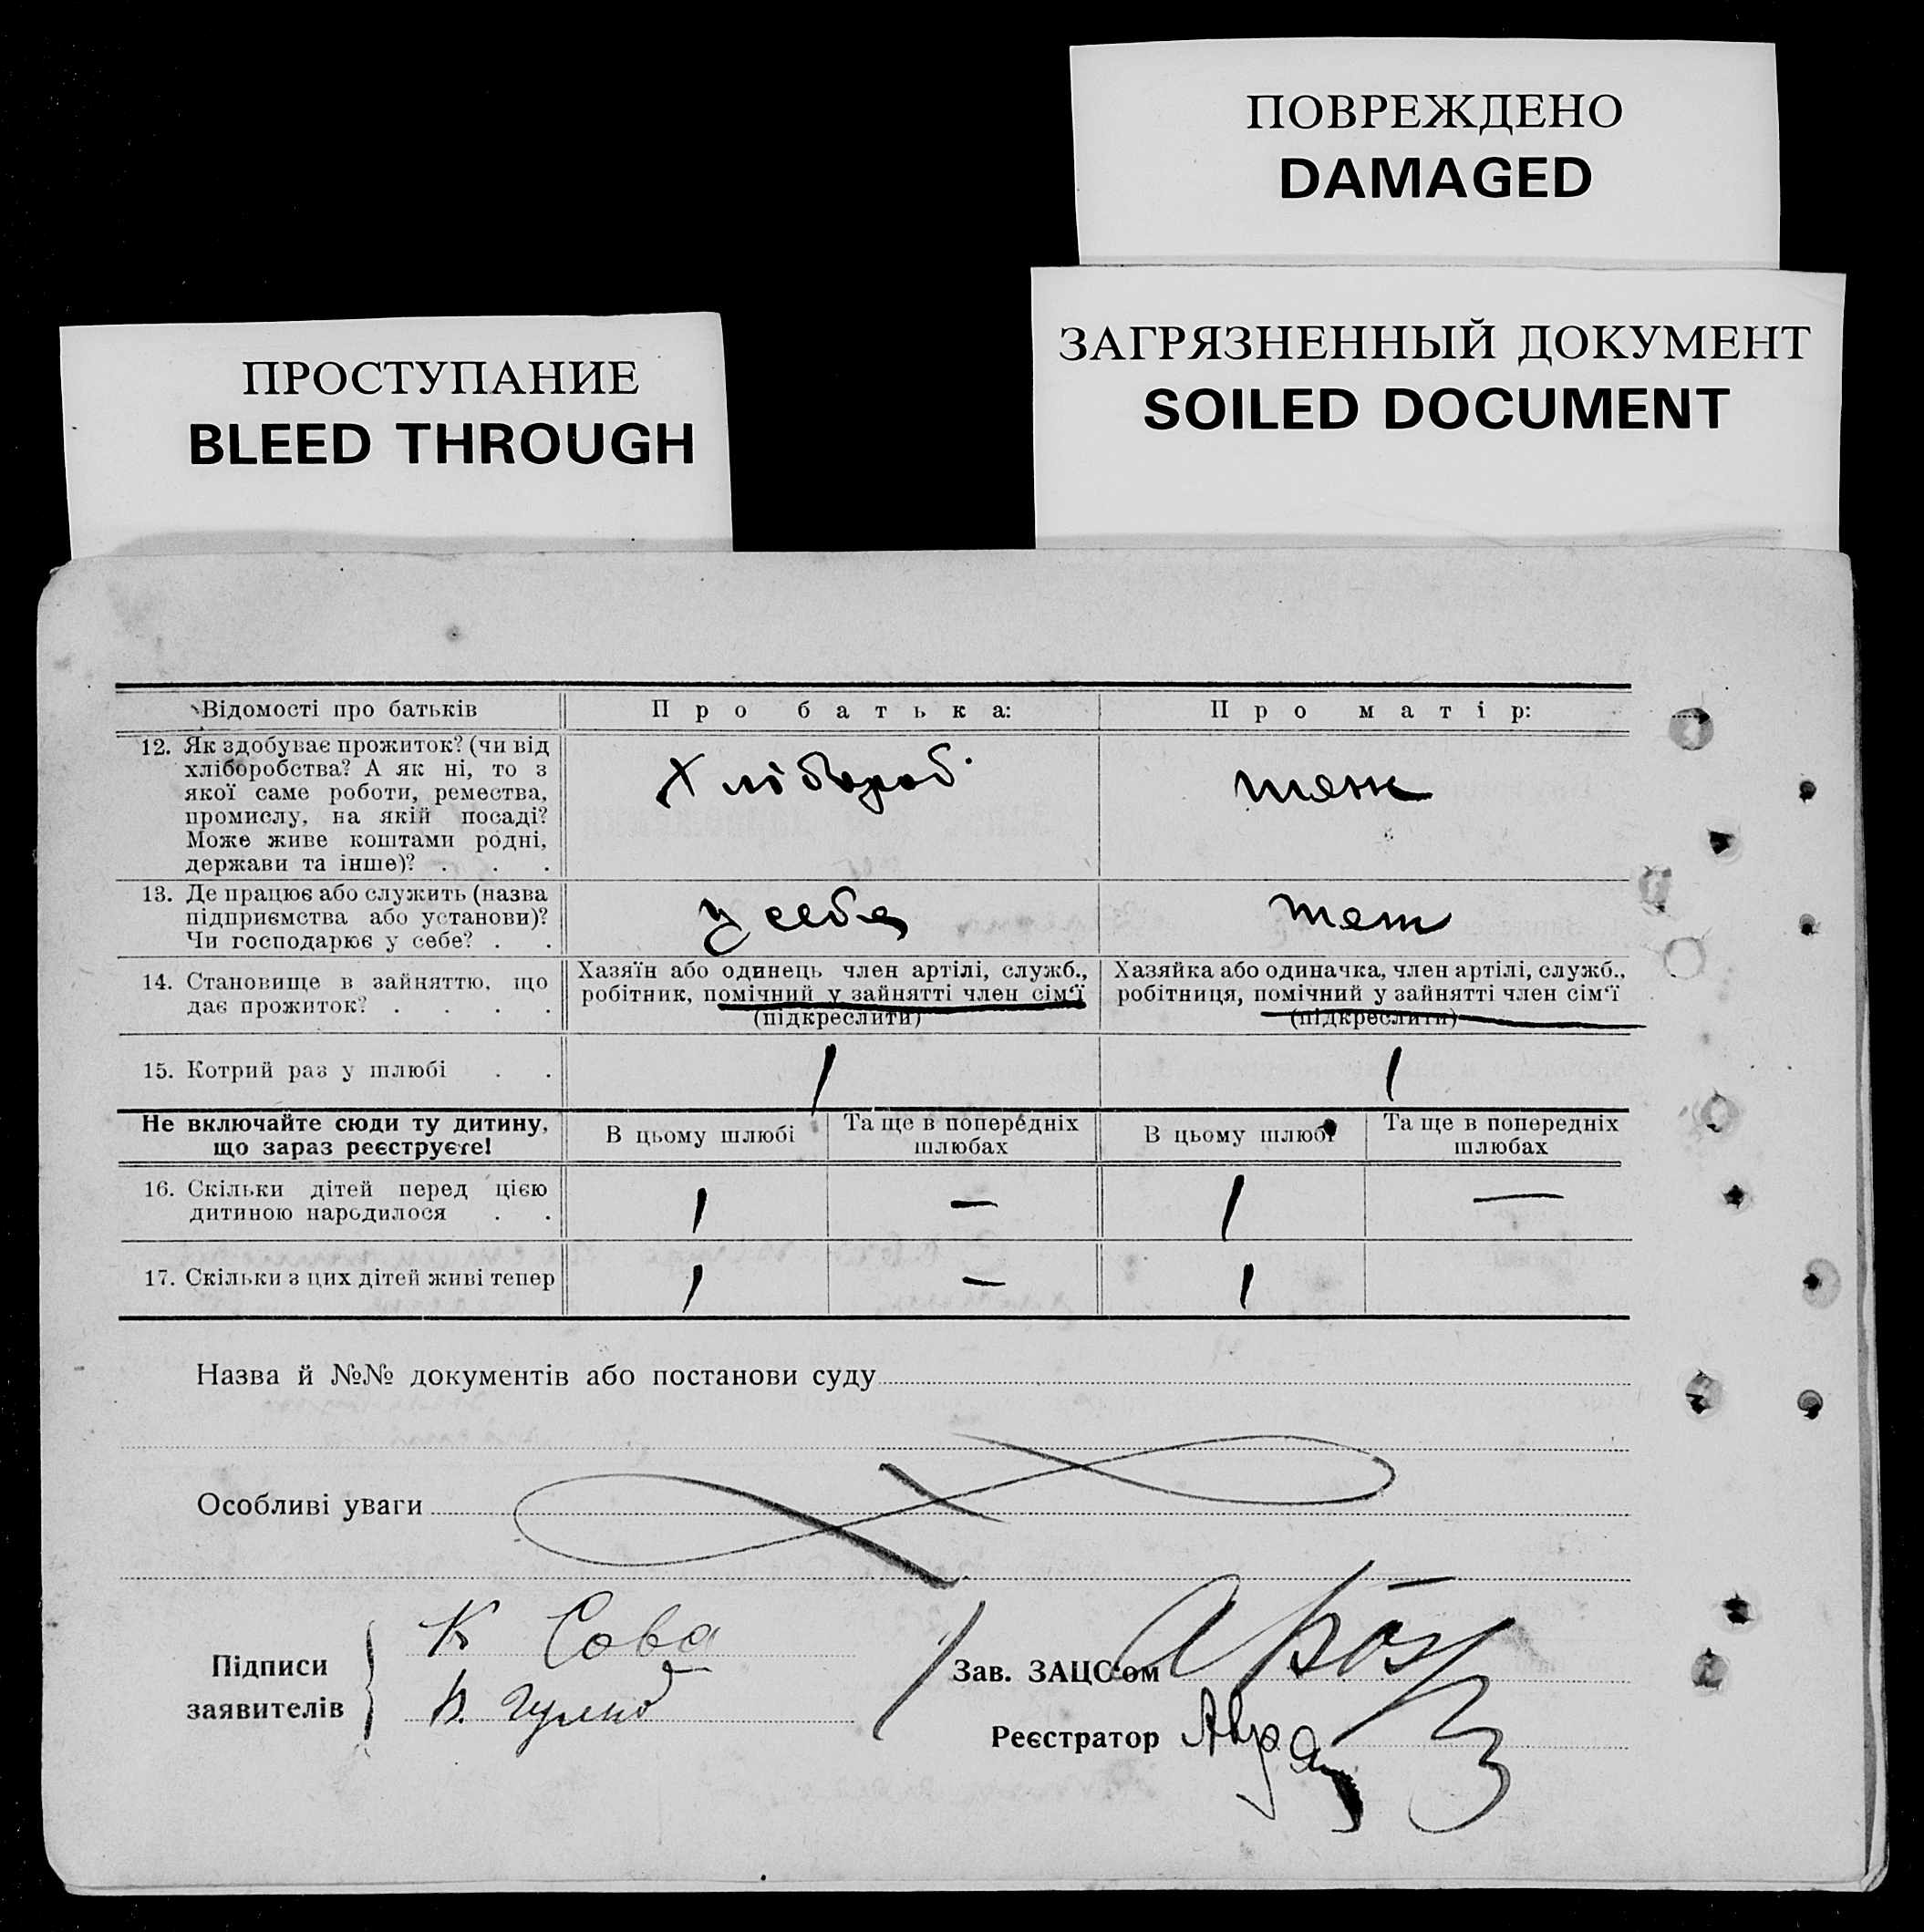 ПОВРЕЖДЕНО
DAMAGED
ЗАГРЯЗНЕННЫЙ ДОКУМЕНТ
SOILED DOCUMENT
ПРОСТУПАНИЕ
BLEED THROUGH
Відомості про батьків
Про батька:
Про матір:
12. Як здобуває прожиток? (чи від
хліборобства? А як ні, то з
якої саме роботи, ремества,
промислу, на якій посаді?
Може живе коштами рódні,
держави та інше)? . . .
Хлібороб.
теж
13. Де працює або служить (назва
підприємства або установи)?
Чи господарює у себе? . .
у себе
теж
14. Становище в зайняттю, що
дає прожиток? . . . .
Хазяїн або одинець член артілі, служб.,
робітник, помічний у зайнятті член сім'ї
(підкреслити)
Хазяйка або одиначка, член артілі, служб.,
робітниця, помічний у зайнятті член сім'ї
(підкреслити)
15. Котрий раз у шлюбі . .
1
1
Не включайте сюди ту дитину,
що зараз реєструєте!
В цьому шлюбі
Та ще в попередніх
шлюбах
В цьому шлюбі
Та ще в попередніх
шлюбах
16. Скільки дітей перед цією
дитиною народилося . .
1
—
1
—
17. Скільки з цих дітей живі тепер
1
—
1
Назва й №№ документів або постанови суду
Особливі уваги
Підписи
заявителів
К Сова
Зав. ЗАЦС'ом
Реєстратор